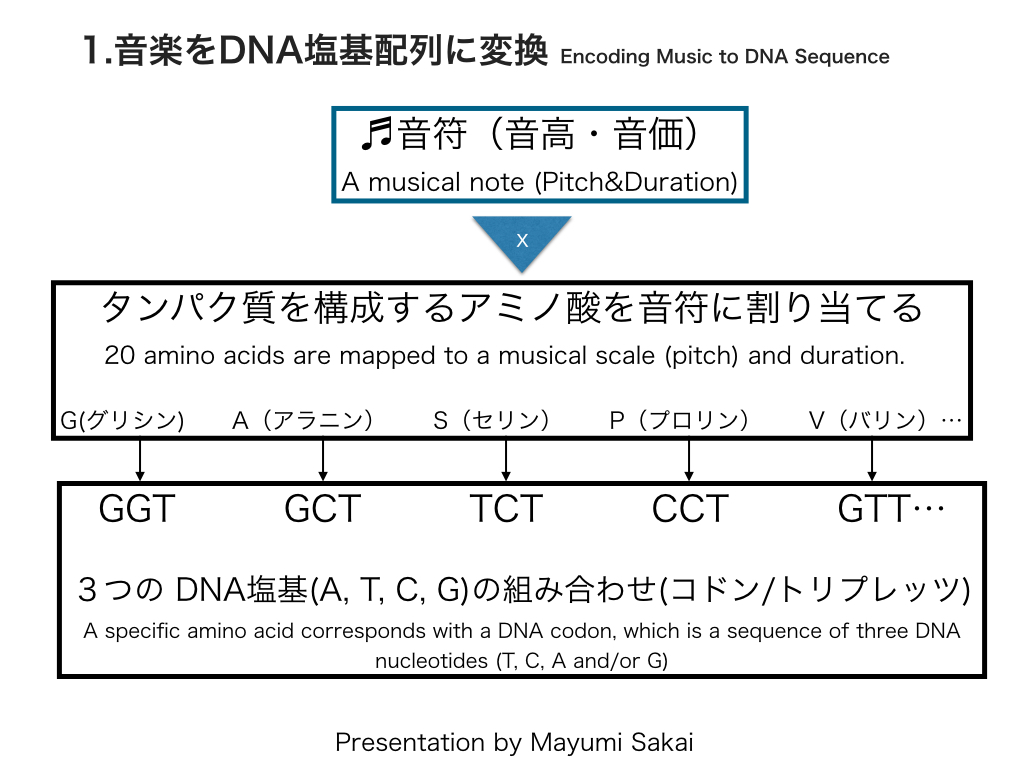 1.音楽をDNA塩基配列に変換 Encoding Music to DNA Sequence
♬音符（音高・音価）
A musical note (Pitch&Duration)
X
タンパク質を構成するアミノ酸を音符に割り当てる
20 amino acids are mapped to a musical scale (pitch) and duration.
G(グリシン) A（アラニン） S（セリン） P（プロリン） V（バリン）…
GGT GCT TCT CCT GTT…
３つの DNA塩基(A, T, C, G)の組み合わせ(コドン/トリプレッツ)
A specific amino acid corresponds with a DNA codon, which is a sequence of three DNA
nucleotides (T, C, A and/or G)
Presentation by Mayumi Sakai